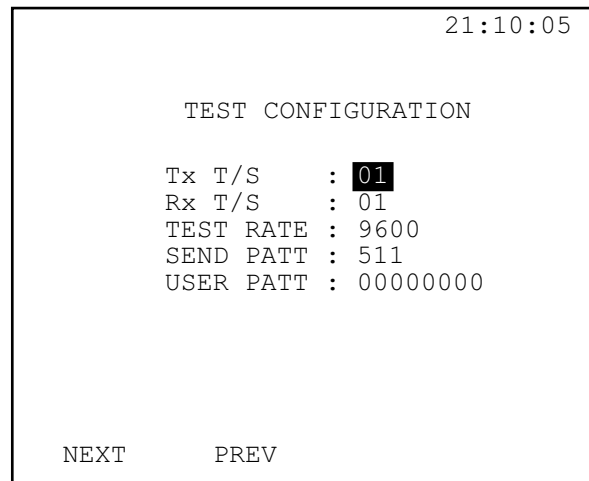 21:10:05
TEST CONFIGURATION
Tx T/S : 01
Rx T/S : 01
TEST RATE : 9600
SEND PATT : 511
USER PATT : 00000000
NEXT PREV